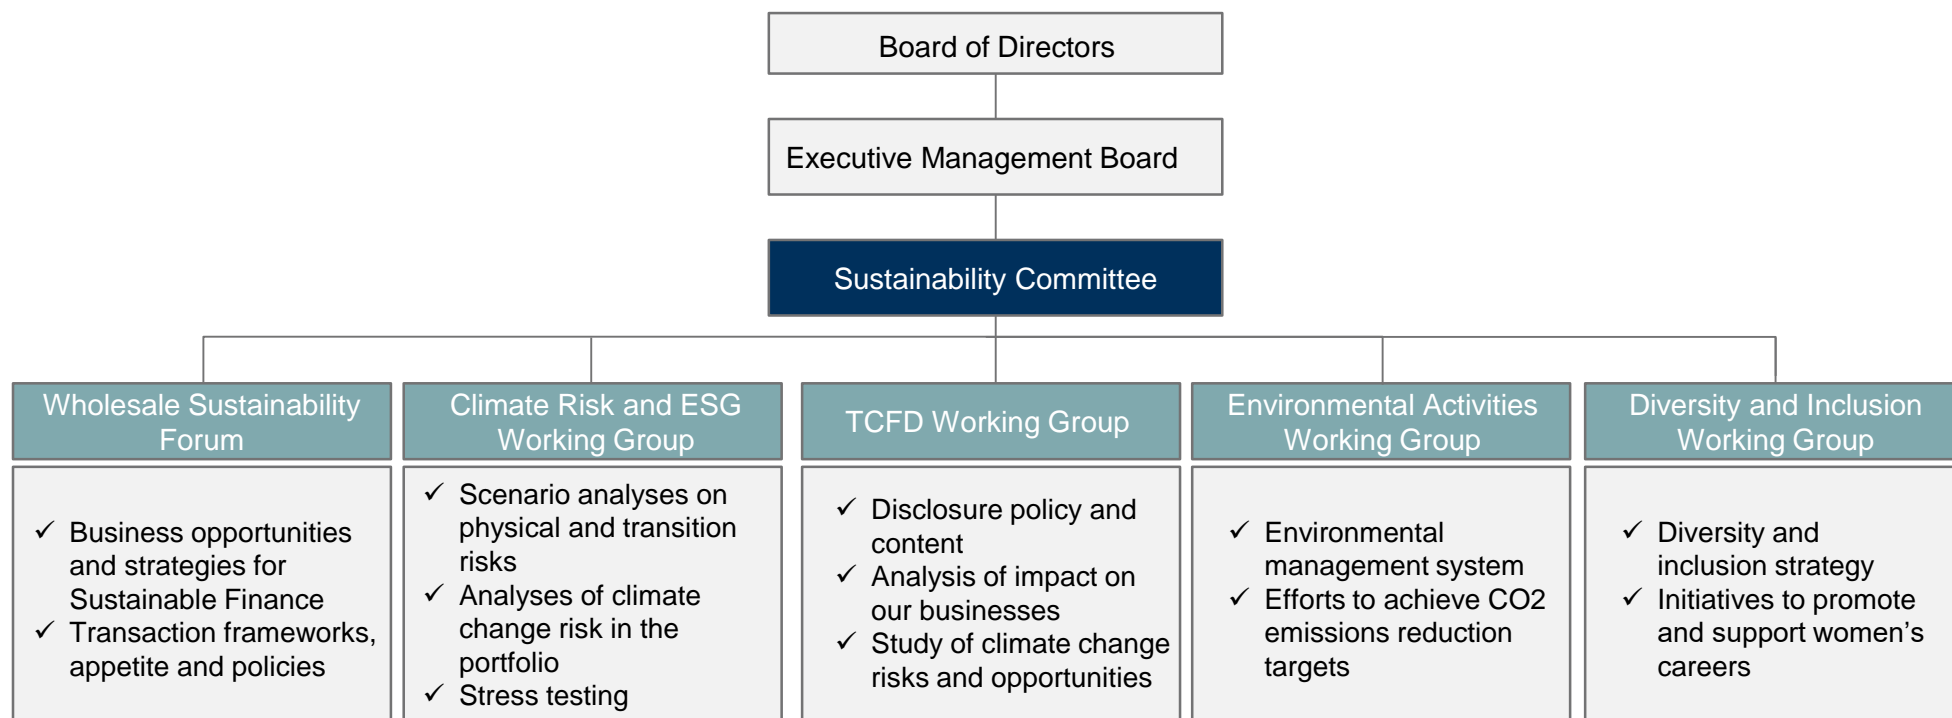 Board of Directors
Executive Management Board
Sustainability Committee
Wholesale Sustainability
Forum
✓ Business opportunities
and strategies for
Sustainable Finance
✓ Transaction frameworks,
appetite and policies
Climate Risk and ESG
Working Group
✓ Scenario analyses on
physical and transition
risks
✓ Analyses of climate
change risk in the
portfolio
✓ Stress testing
TCFD Working Group
✓ Disclosure policy and
content
✓ Analysis of impact on
our businesses
✓ Study of climate change
risks and opportunities
Environmental Activities
Working Group
✓ Environmental
management system
✓ Efforts to achieve CO2
emissions reduction
targets
Diversity and Inclusion
Working Group
✓ Diversity and
inclusion strategy
✓ Initiatives to promote
and support women’s
careers